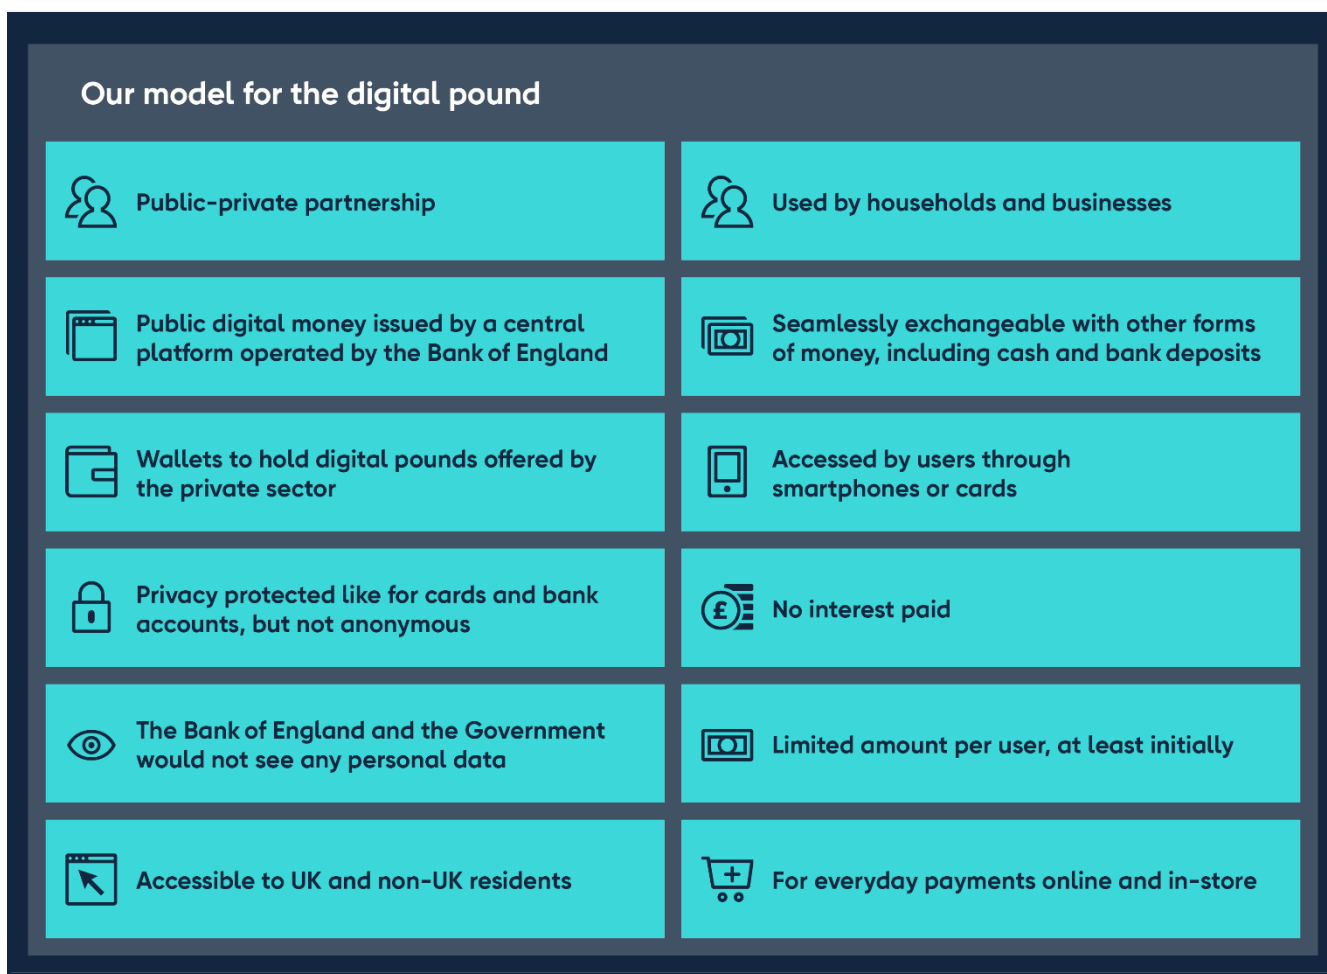 Our model for the digital pound
Public-private partnership
Used by households and businesses
Public digital money issued by a central
platform operated by the Bank of England
Seamlessly exchangeable with other forms
of money, including cash and bank deposits
Wallets to hold digital pounds offered by
the private sector
Accessed by users through
smartphones or cards
Privacy protected like for cards and bank
accounts, but not anonymous
£
No interest paid
The Bank of England and the Government
would not see any personal data
Limited amount per user, at least initially
Accessible to UK and non-UK residents
For everyday payments online and in-store